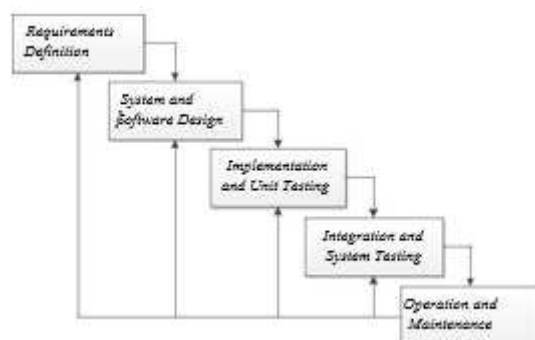 Requirements
Definition
System and
Software Design
Implementation
and Unit Testing
Integration and
System Testing
Operation and
Maintenance